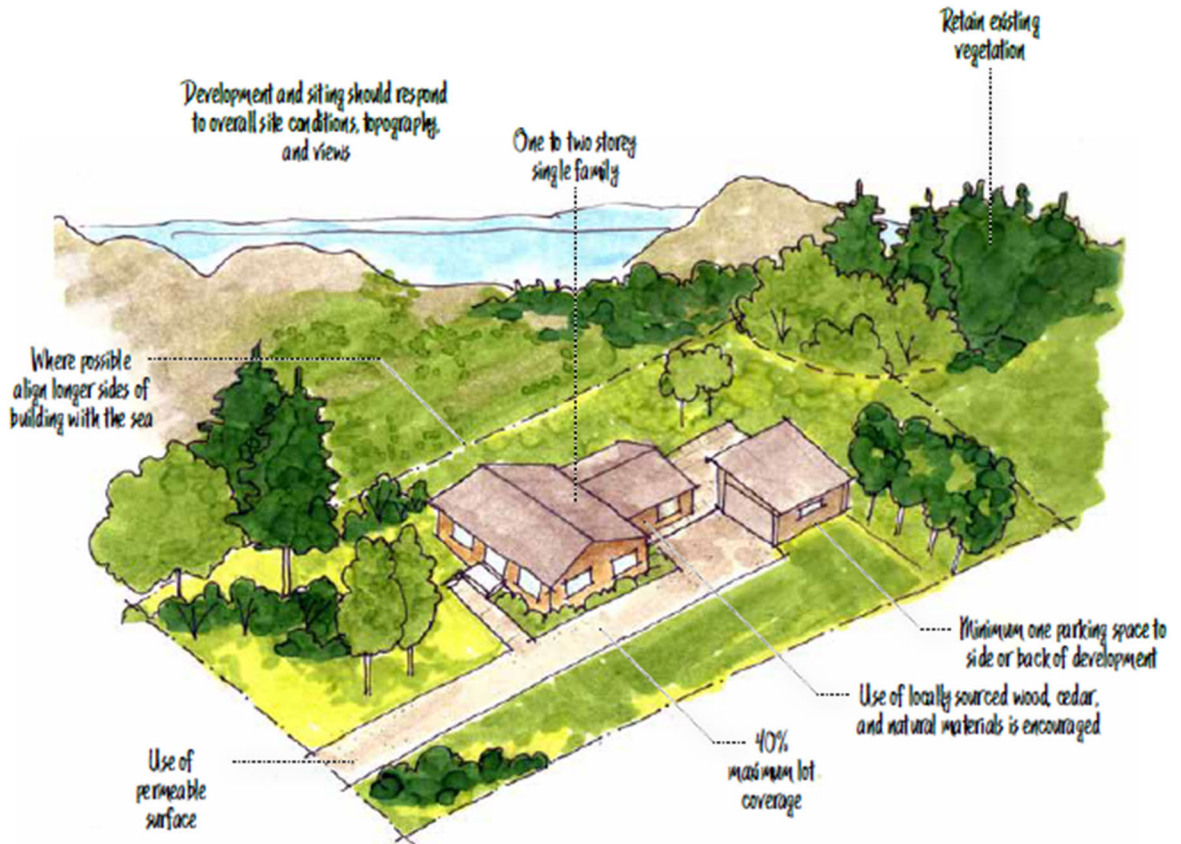 Retain existing
vegetation
Development and siting should respond
to overall site conditions, topography,
and views
One to two storey
single family
Where possible
align longer sides of
building with the sea
Minimum one parking space to
side or back of development
Use of locally sourced wood, cedar,
and natural materials is encouraged
40%
maximum lot
coverage
Use of
permeable
surface